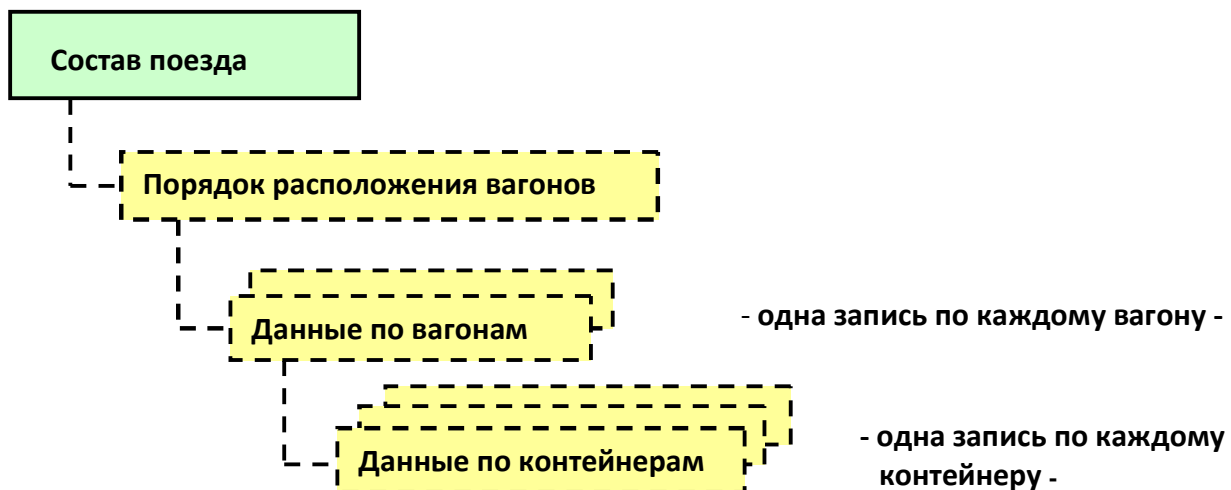 Состав поезда
Порядок расположения вагонов
Данные по вагонам
- одна запись по каждому вагону -
Данные по контейнерам
- одна запись по каждому
контейнеру -